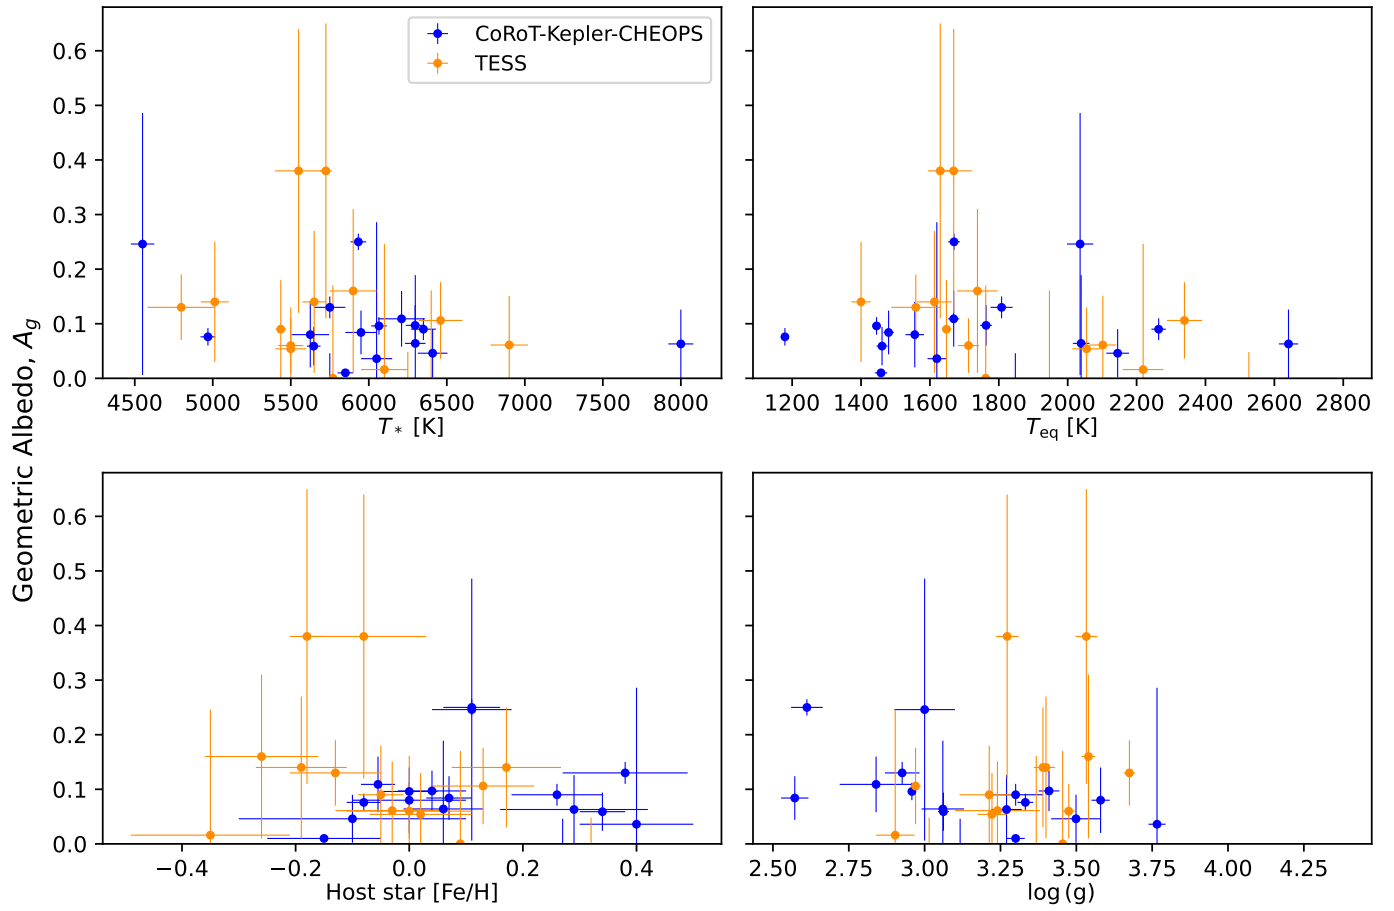 CoRoT-Kepler-CHEOPS
TESS
0.6
0.5
0.4
0.3
0.2
0.1
0.0
4500 5000 5500 6000 6500 7000 7500 8000
T* [K]
1200 1400 1600 1800 2000 2200 2400 2600 2800
Teq [K]
Geometric Albedo, Ag
0.6
0.5
0.4
0.3
0.2
0.1
0.0
−0.4 −0.2 0.0 0.2 0.4
Host star [Fe/H]
2.50 2.75 3.00 3.25 3.50 3.75 4.00 4.25
log (g)